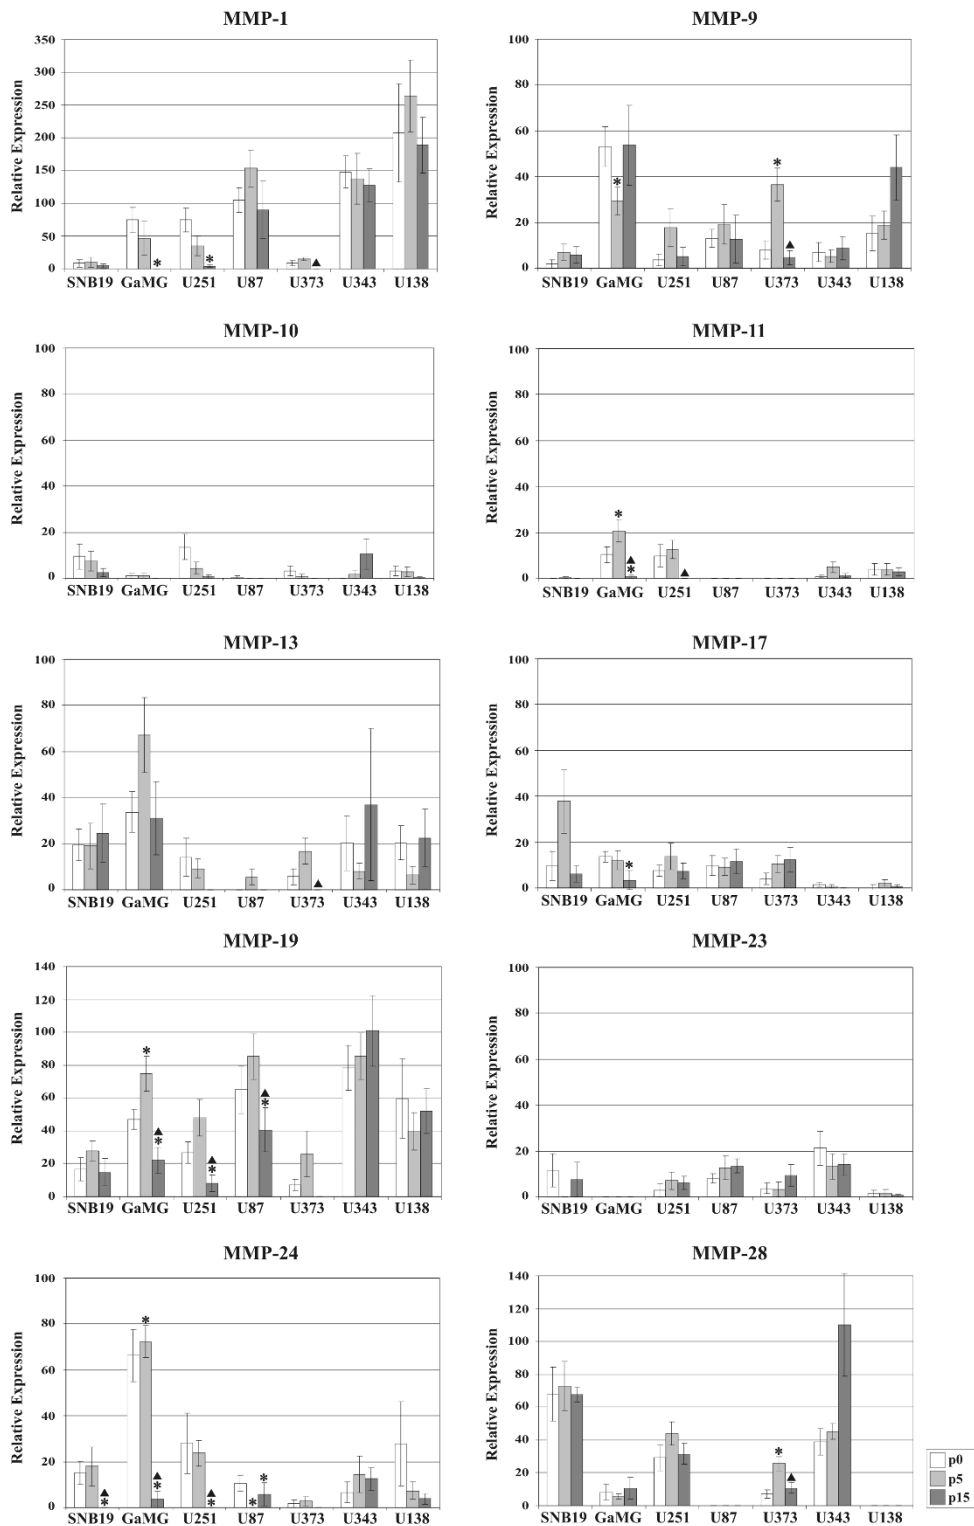 MMP-1
350
300
250
200
150
100
50
0
Relative Expression
* * ▲
SNB19 GaMG U251 U87 U373 U343 U138
MMP-9
100
80
60
40
20
0
Relative Expression
* * ▲
SNB19 GaMG U251 U87 U373 U343 U138
MMP-10
100
80
60
40
20
0
Relative Expression
SNB19 GaMG U251 U87 U373 U343 U138
MMP-11
100
80
60
40
20
0
Relative Expression
* ▲ * ▲
SNB19 GaMG U251 U87 U373 U343 U138
MMP-13
100
80
60
40
20
0
Relative Expression
▲
SNB19 GaMG U251 U87 U373 U343 U138
MMP-17
100
80
60
40
20
0
Relative Expression
*
SNB19 GaMG U251 U87 U373 U343 U138
MMP-19
140
120
100
80
60
40
20
0
Relative Expression
* ▲ * ▲ * ▲ *
SNB19 GaMG U251 U87 U373 U343 U138
MMP-23
100
80
60
40
20
0
Relative Expression
SNB19 GaMG U251 U87 U373 U343 U138
MMP-24
100
80
60
40
20
0
Relative Expression
▲ * * ▲ * ▲ * * *
SNB19 GaMG U251 U87 U373 U343 U138
MMP-28
140
120
100
80
60
40
20
0
Relative Expression
* ▲
SNB19 GaMG U251 U87 U373 U343 U138
p0
p5
p15